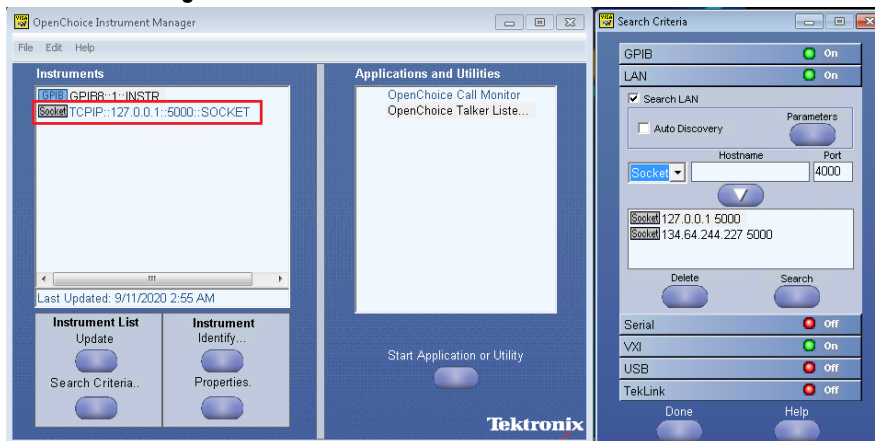 OpenChoice Instrument Manager
File Edit Help
Instruments
GPIB GPIB8::1::INSTR
Socket TCPIP::127.0.0.1::5000::SOCKET
Last Updated: 9/11/2020 2:55 AM
Instrument List
Update
Search Criteria..
Instrument
Identify...
Properties.
Applications and Utilities
OpenChoice Call Monitor
OpenChoice Talker Liste...
Start Application or Utility
Tektronix
Search Criteria
GPIB On
LAN On
Search LAN
Auto Discovery
Parameters
Hostname Port
Socket 4000
Socket 127.0.0.1 5000
Socket 134.64.244.227 5000
Delete Search
Serial Off
VXI On
USB Off
TekLink Off
Done Help